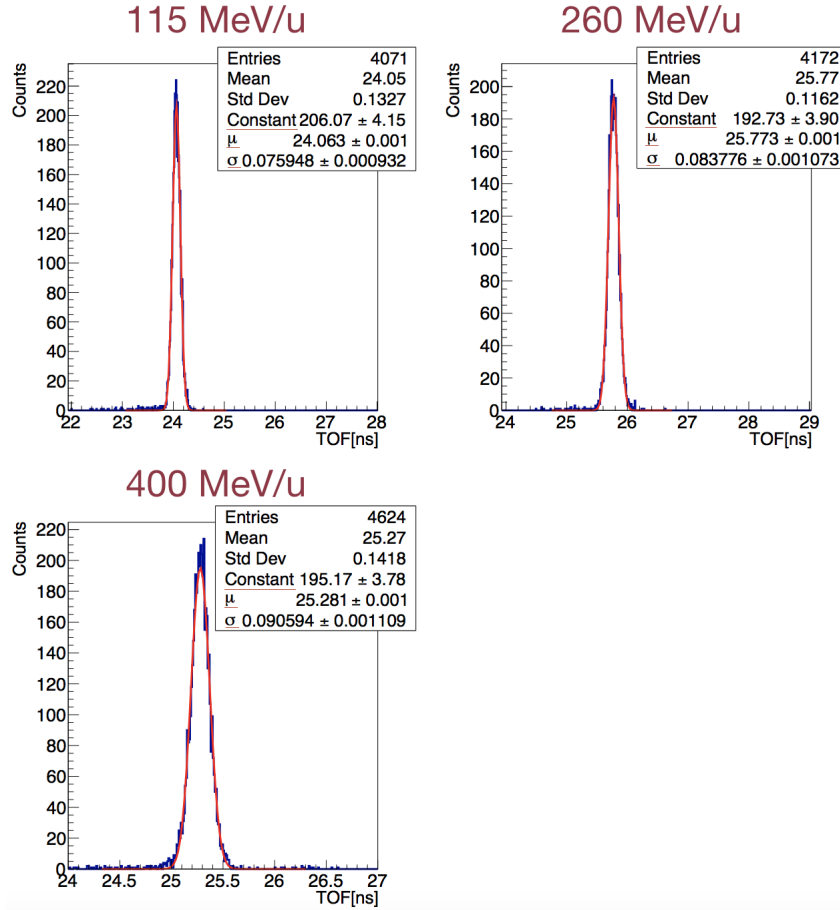 115 MeV/u
Counts
220
200
180
160
140
120
100
80
60
40
20
0
22 23 24 25 26 27 28
TOF[ns]
Entries 4071
Mean 24.05
Std Dev 0.1327
Constant 206.07 ± 4.15
μ 24.063 ± 0.001
σ 0.075948 ± 0.000932
260 MeV/u
Counts
200
180
160
140
120
100
80
60
40
20
0
24 25 26 27 28 29
TOF[ns]
Entries 4172
Mean 25.77
Std Dev 0.1162
Constant 192.73 ± 3.90
μ 25.773 ± 0.001
σ 0.083776 ± 0.001073
400 MeV/u
Counts
220
200
180
160
140
120
100
80
60
40
20
0
24 24.5 25 25.5 26 26.5 27
TOF[ns]
Entries 4624
Mean 25.27
Std Dev 0.1418
Constant 195.17 ± 3.78
μ 25.281 ± 0.001
σ 0.090594 ± 0.001109